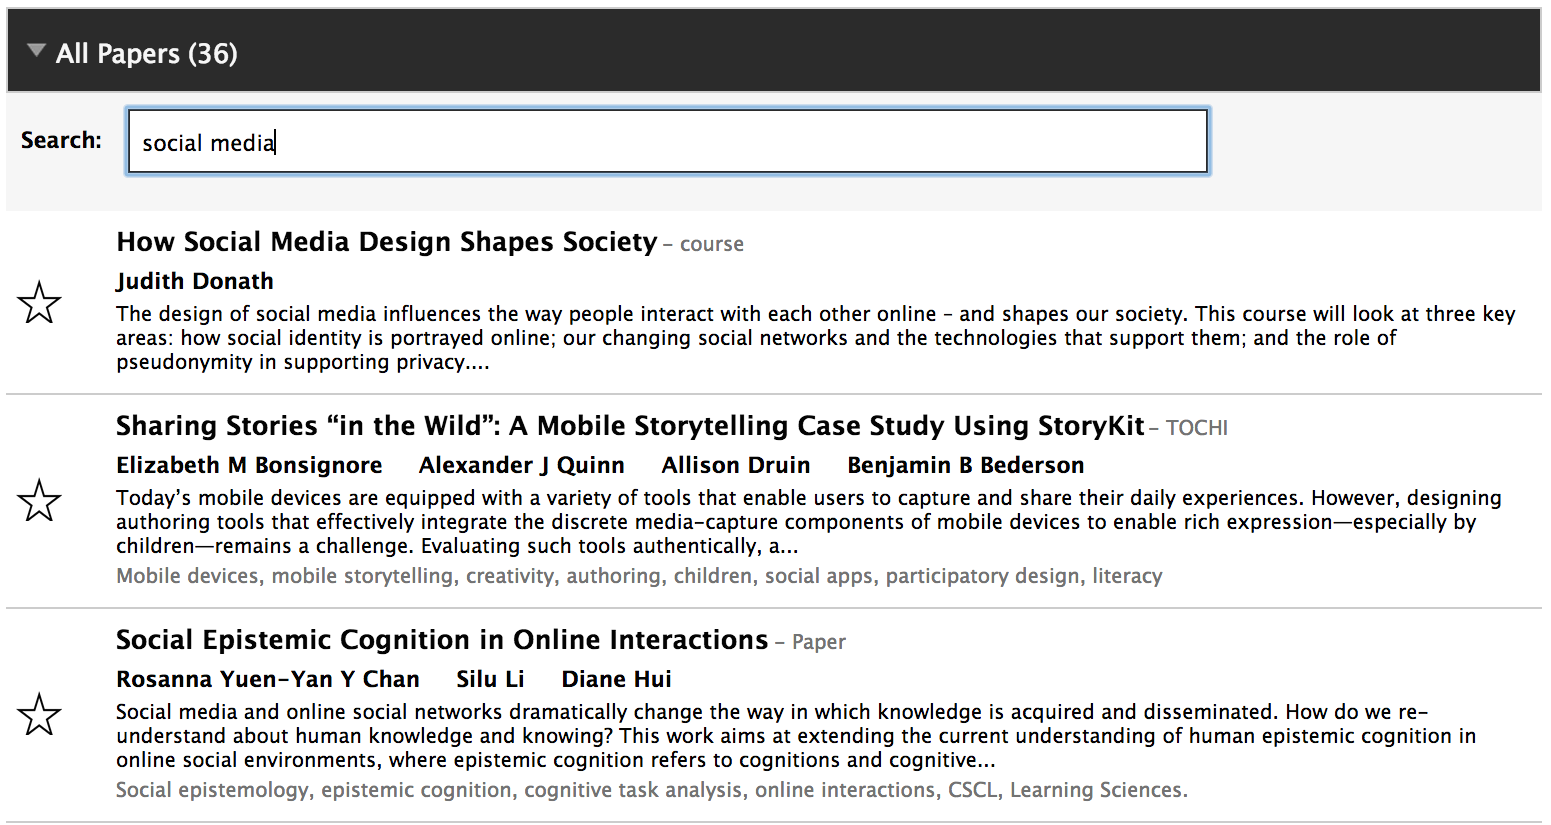 All Papers (36)
Search: social media
How Social Media Design Shapes Society – course
Judith Donath
The design of social media influences the way people interact with each other online – and shapes our society. This course will look at three key
areas: how social identity is portrayed online; our changing social networks and the technologies that support them; and the role of
pseudonymity in supporting privacy....
Sharing Stories “in the Wild”: A Mobile Storytelling Case Study Using StoryKit – TOCHI
Elizabeth M Bonsignore Alexander J Quinn Allison Druin Benjamin B Bederson
Today’s mobile devices are equipped with a variety of tools that enable users to capture and share their daily experiences. However, designing
authoring tools that effectively integrate the discrete media-capture components of mobile devices to enable rich expression—especially by
children—remains a challenge. Evaluating such tools authentically, a...
Mobile devices, mobile storytelling, creativity, authoring, children, social apps, participatory design, literacy
Social Epistemic Cognition in Online Interactions – Paper
Rosanna Yuen-Yan Y Chan Silu Li Diane Hui
Social media and online social networks dramatically change the way in which knowledge is acquired and disseminated. How do we re-
understand about human knowledge and knowing? This work aims at extending the current understanding of human epistemic cognition in
online social environments, where epistemic cognition refers to cognitions and cognitive...
Social epistemology, epistemic cognition, cognitive task analysis, online interactions, CSCL, Learning Sciences.